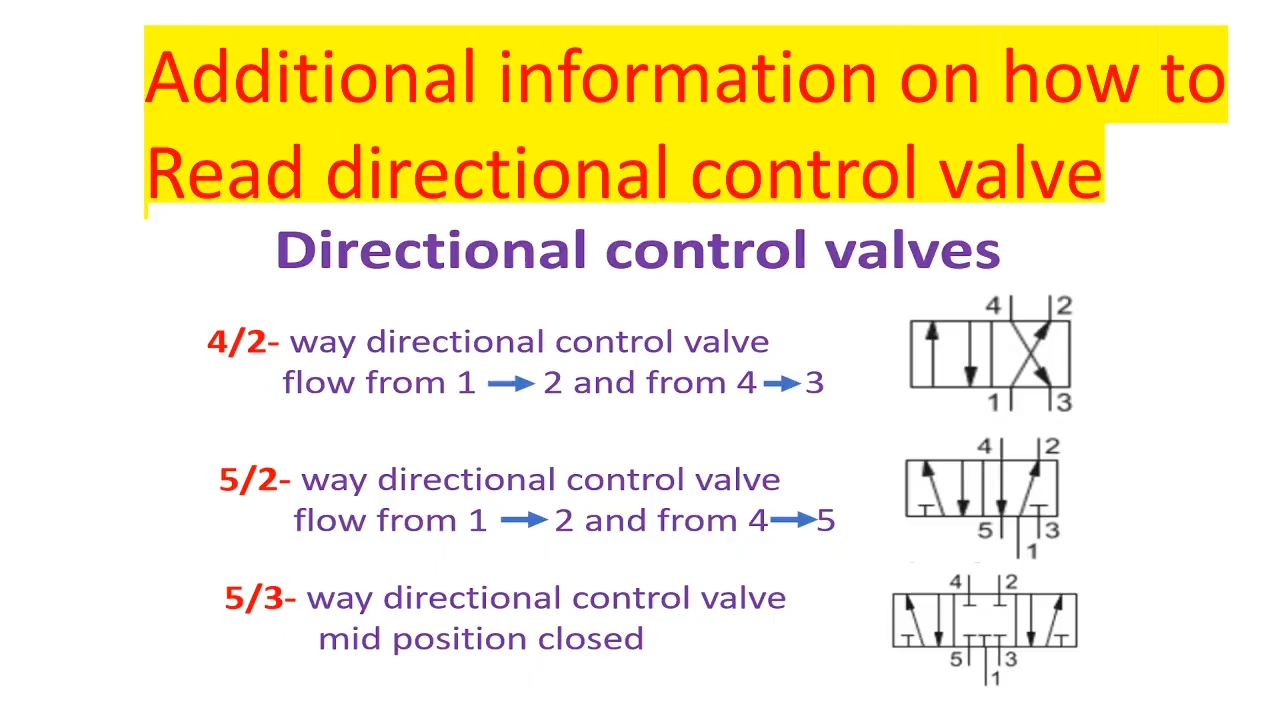 Additional information on how to
Read directional control valve
Directional control valves
4/2- way directional control valve
flow from 1 → 2 and from 4 → 3
4 2
1 3
5/2- way directional control valve
flow from 1 → 2 and from 4 → 5
4 2
5 3
1
5/3- way directional control valve
mid position closed
4 2
5 3
1